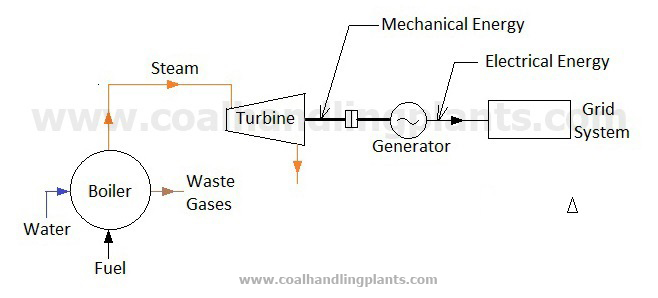 Mechanical Energy
Steam
Electrical Energy
www.coalhandlingplants.com
Turbine
Grid
System
Generator
Boiler
Waste
Gases
Water
Fuel
www.coalhandlingplants.com